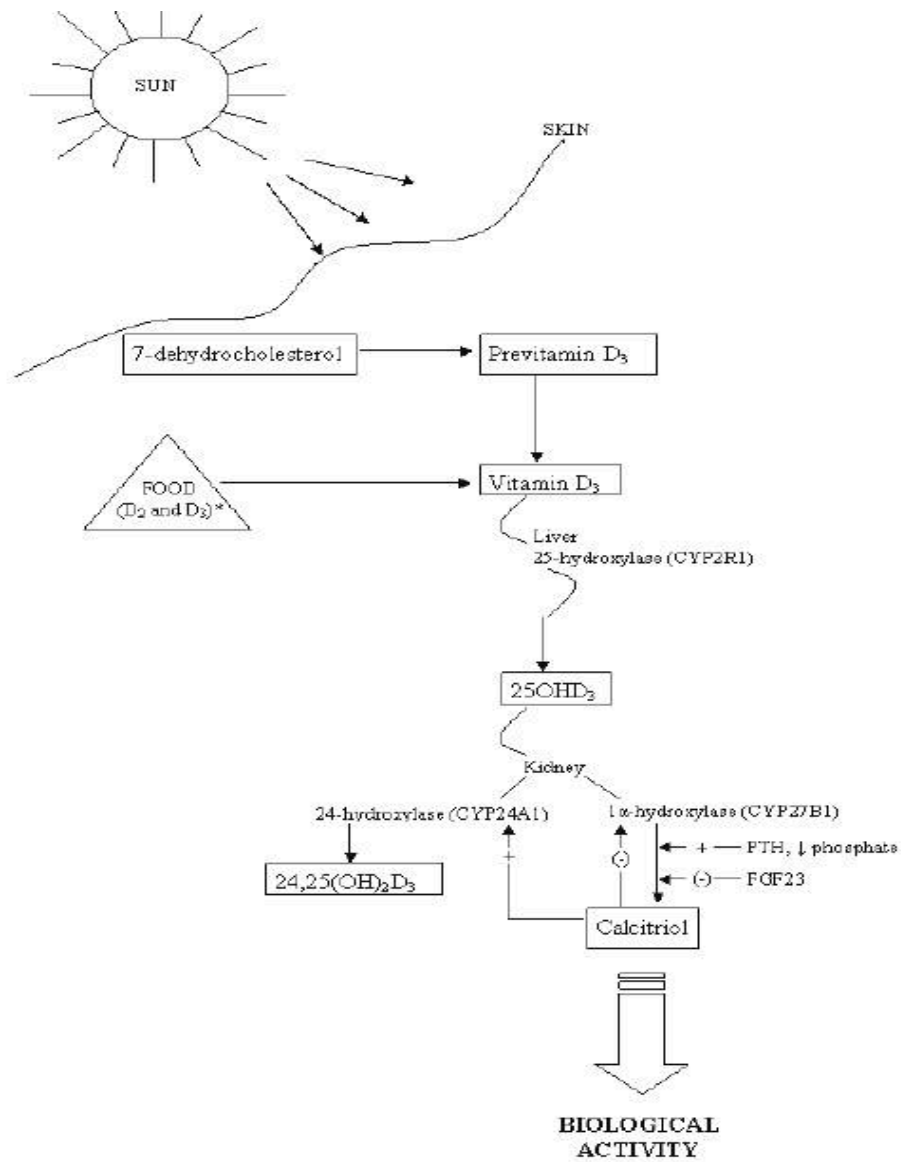 SUN
SKIN
7-dehydrocholesterol
Previtamin D₃
FOOD
(D₂ and D₃)*
Vitamin D₃
Liver
25-hydroxylase (CYP2R1)
25OHD₃
Kidney
24-hydroxylase (CYP24A1)
1α-hydroxylase (CYP27B1)
+
(-)
+ PTH, ↓ phosphate
(-) FGF23
24,25(OH)₂D₃
Calcitriol
BIOLOGICAL
ACTIVITY